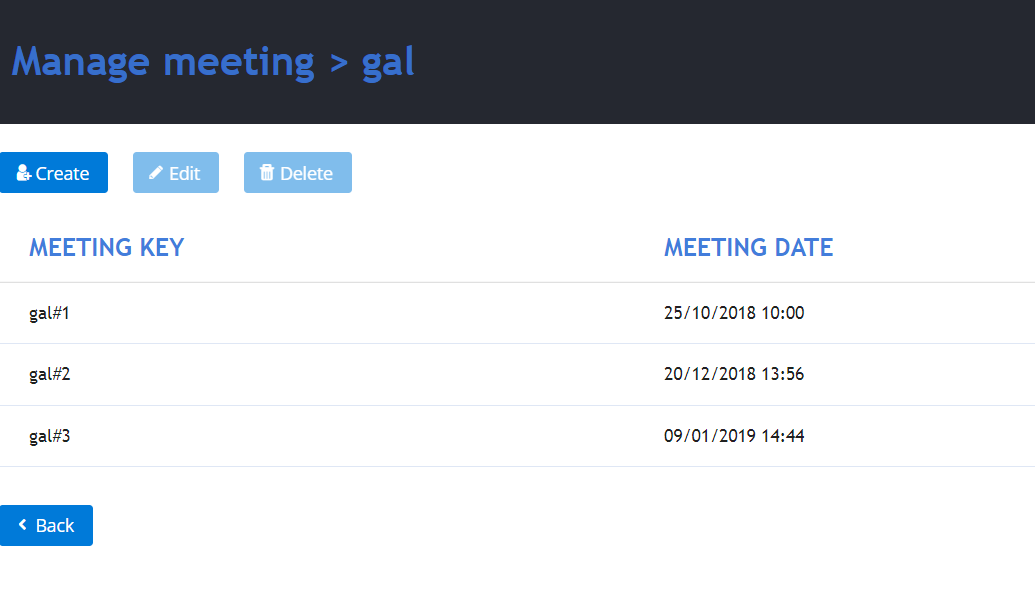 Manage meeting > gal
Create Edit Delete
MEETING KEY MEETING DATE
gal#1 25/10/2018 10:00
gal#2 20/12/2018 13:56
gal#3 09/01/2019 14:44
Back